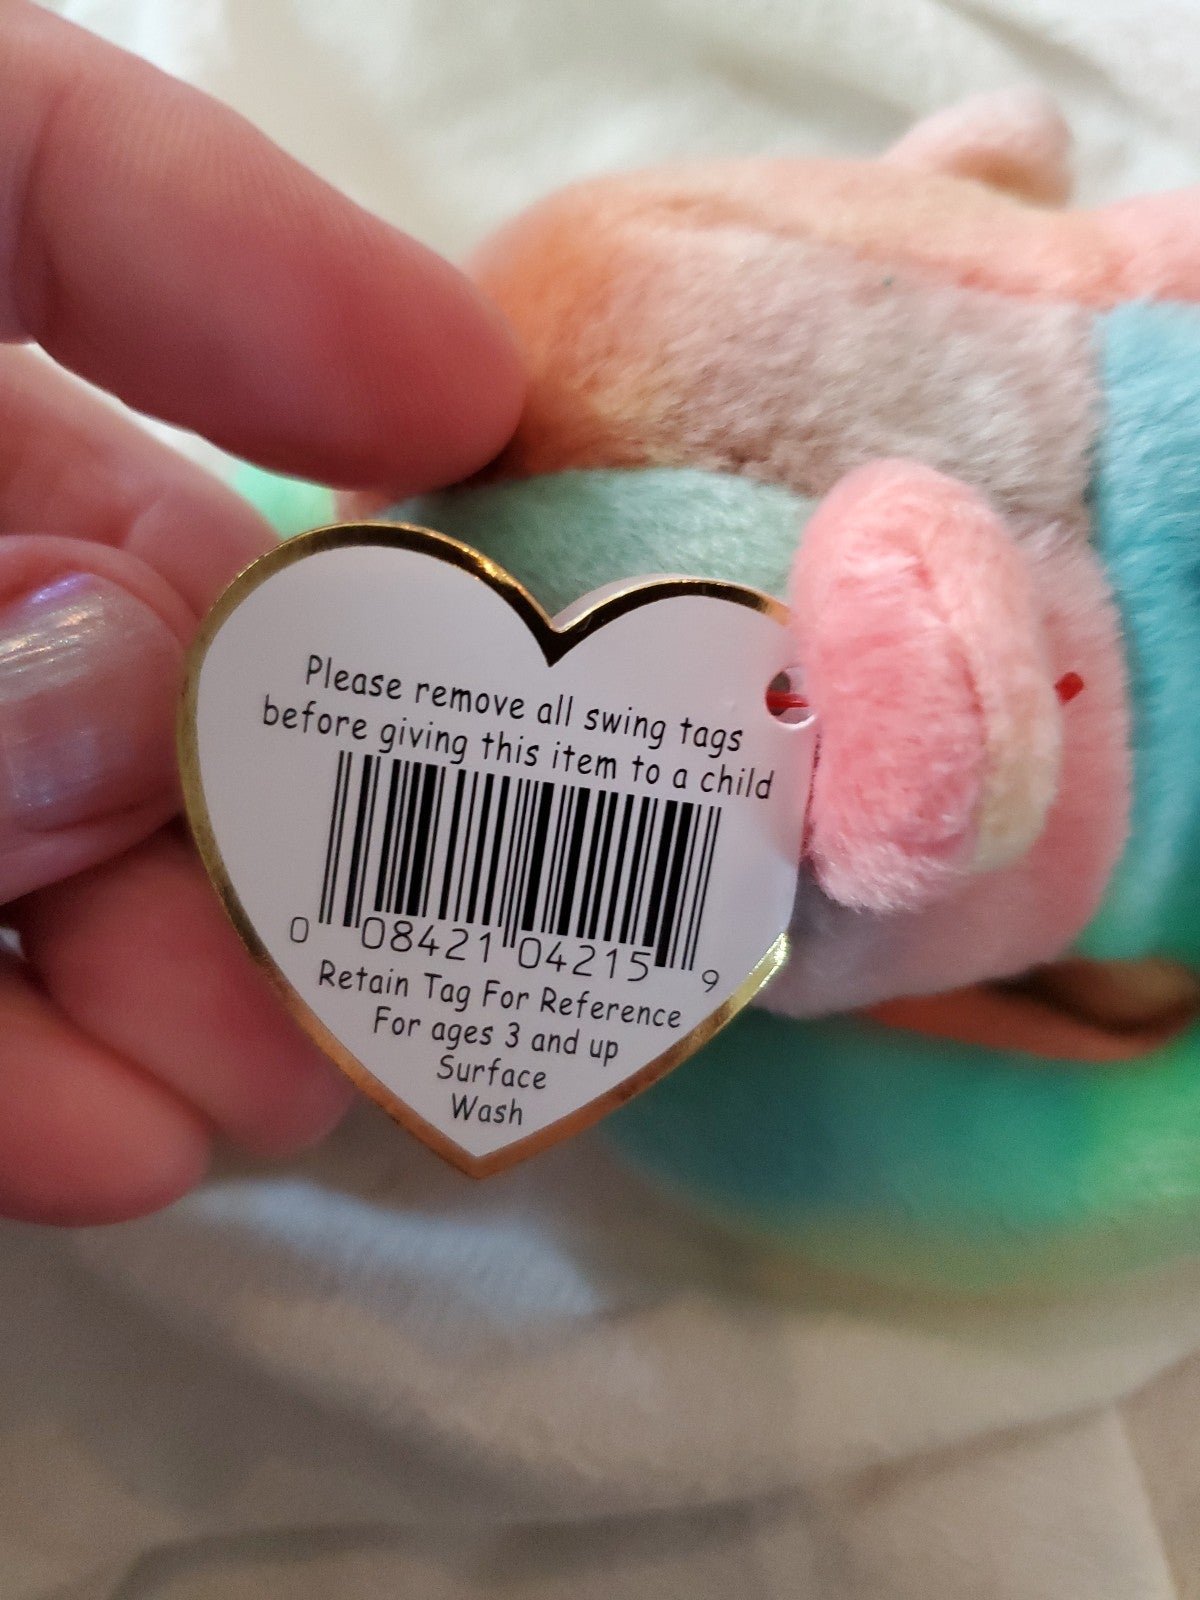 Please remove all swing tags
before giving this item to a child
0 08421 04215 9
Retain Tag For Reference
For ages 3 and up
Surface
Wash